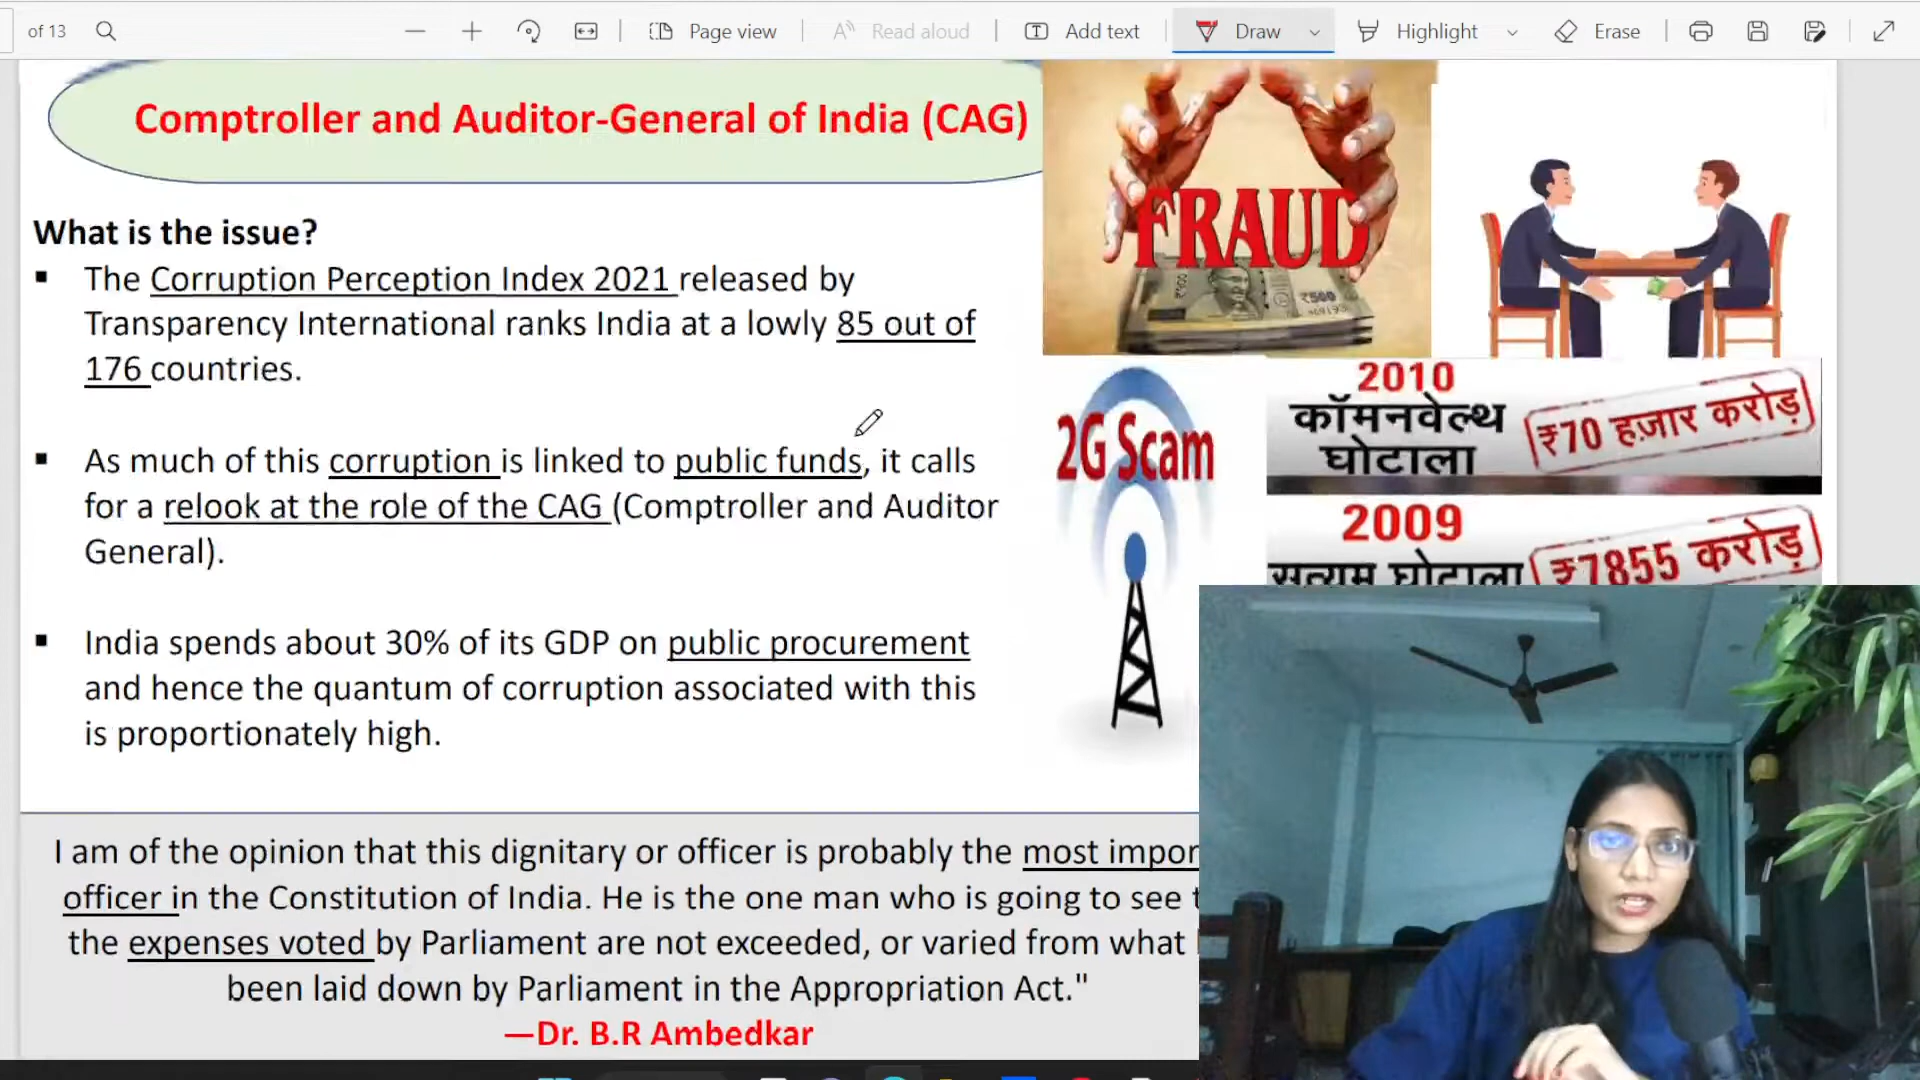 of 13
Page view
Read aloud
Add text
Draw
Highlight
Erase
Comptroller and Auditor-General of India (CAG)
What is the issue?
▪ The Corruption Perception Index 2021 released by
Transparency International ranks India at a lowly 85 out of
176 countries.
▪ As much of this corruption is linked to public funds, it calls
for a relook at the role of the CAG (Comptroller and Auditor
General).
▪ India spends about 30% of its GDP on public procurement
and hence the quantum of corruption associated with this
is proportionately high.
FRAUD
₹500
2G Scam
2010
कॉमनवेल्थ
घोटाला
₹70 हज़ार करोड़
2009
सत्यम घोटाला
₹7855 करोड़
I am of the opinion that this dignitary or officer is probably the most impor
officer in the Constitution of India. He is the one man who is going to see
the expenses voted by Parliament are not exceeded, or varied from what
been laid down by Parliament in the Appropriation Act."
—Dr. B.R Ambedkar